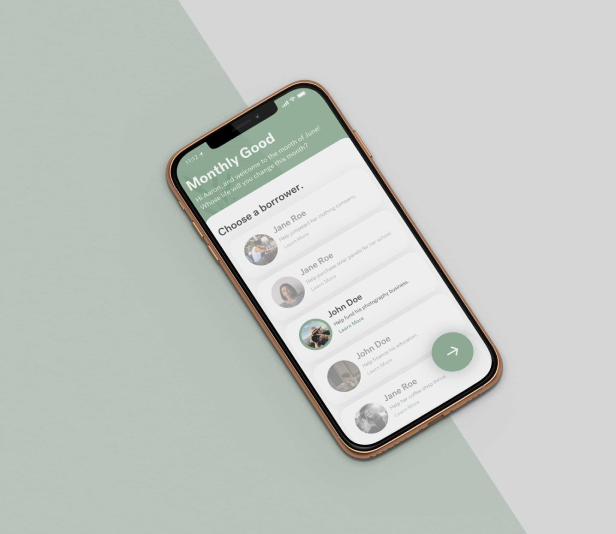 11:12
Monthly Good
Hi Aaron, and welcome to the month of June!
Whose life will you change this month?
Choose a borrower.
Jane Roe
Help jumpstart her clothing company.
Learn More
Jane Roe
Help purchase solar panels for her school.
Learn More
John Doe
Help fund his photography business.
Learn More
John Doe
Help finance his education.
Learn More
Jane Roe
Help her coffee shop
Learn More